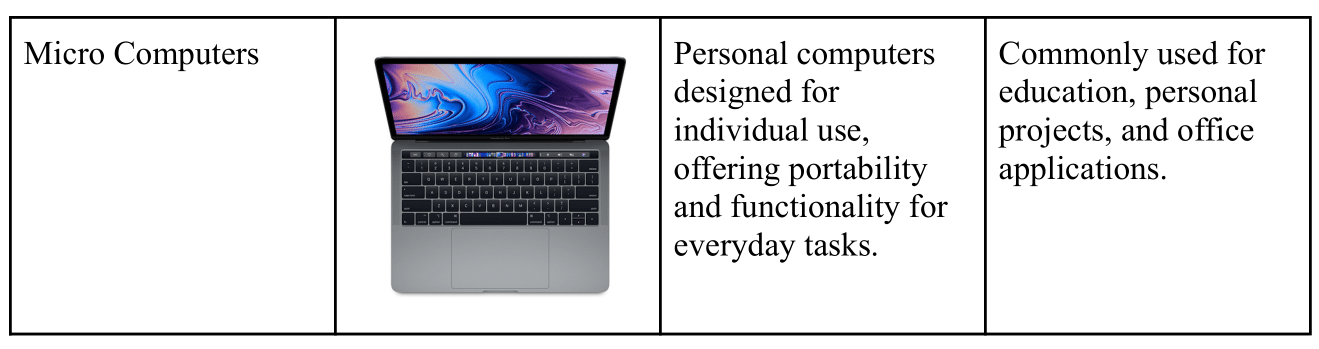 Micro Computers
Personal computers
designed for
individual use,
offering portability
and functionality for
everyday tasks.
Commonly used for
education, personal
projects, and office
applications.